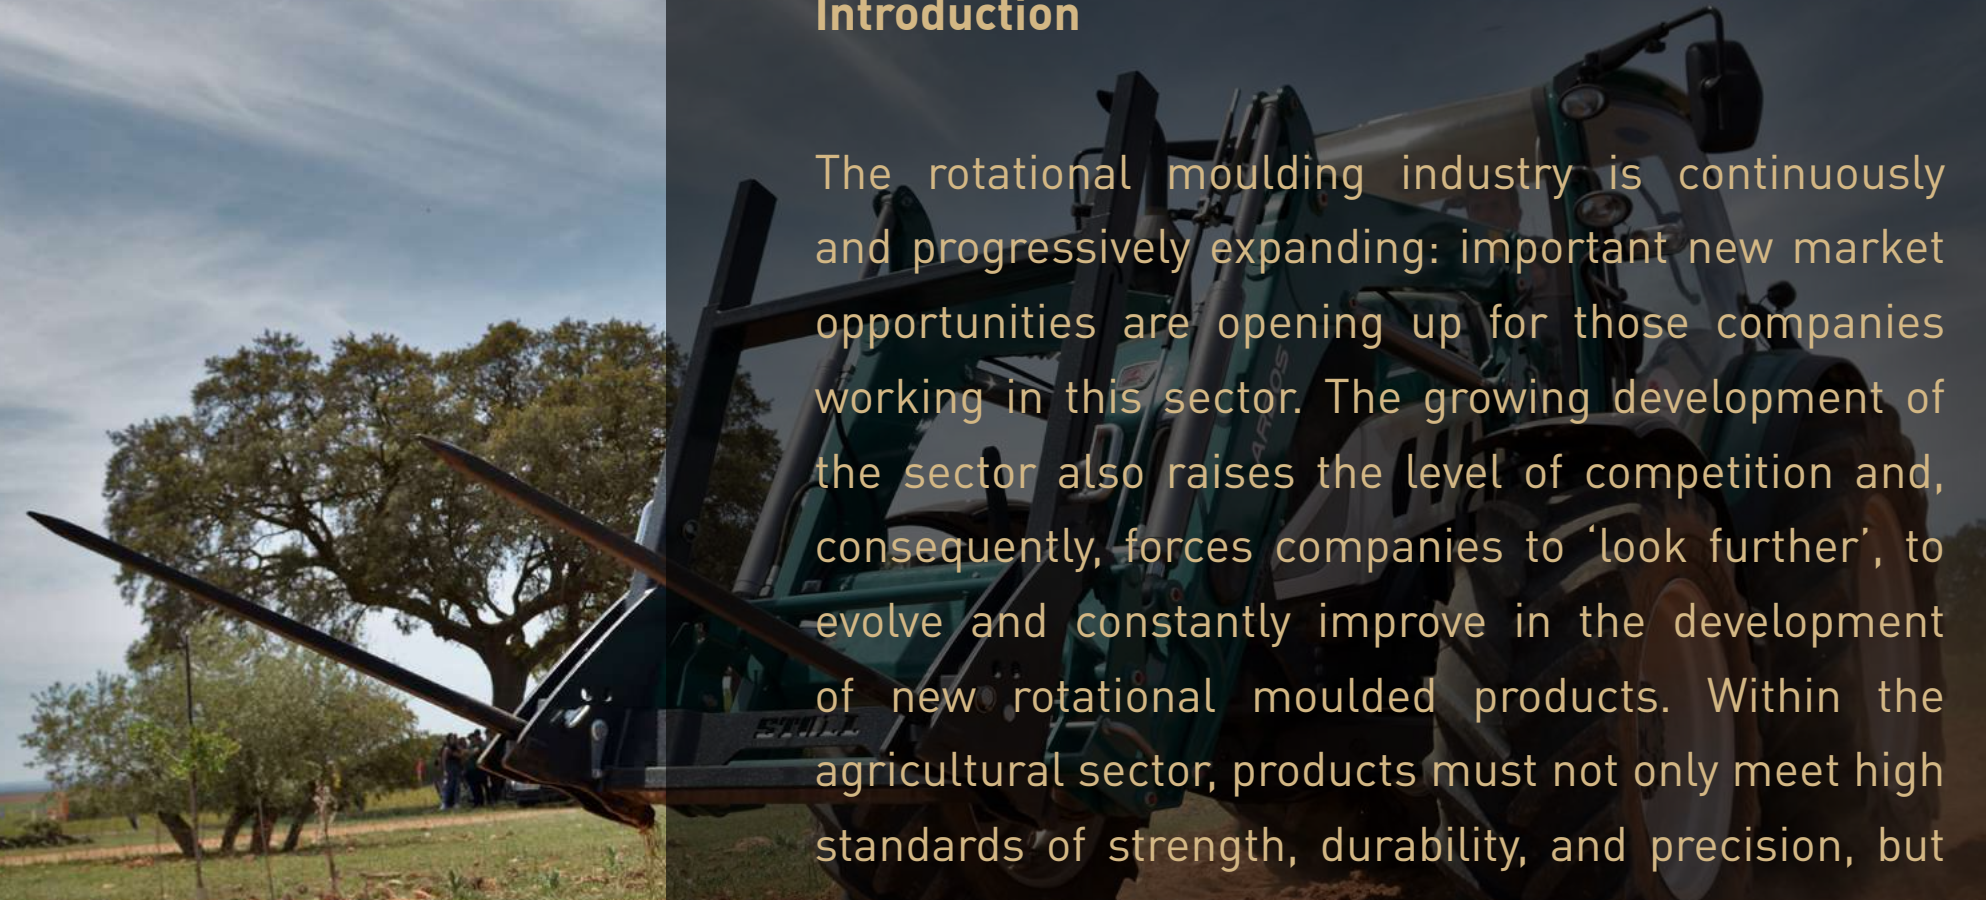 Introduction
The rotational moulding industry is continuously
and progressively expanding: important new market
opportunities are opening up for those companies
working in this sector. The growing development of
the sector also raises the level of competition and,
consequently, forces companies to ‘look further’, to
evolve and constantly improve in the development
of new rotational moulded products. Within the
agricultural sector, products must not only meet high
standards of strength, durability, and precision, but
ARBOS
STOLL